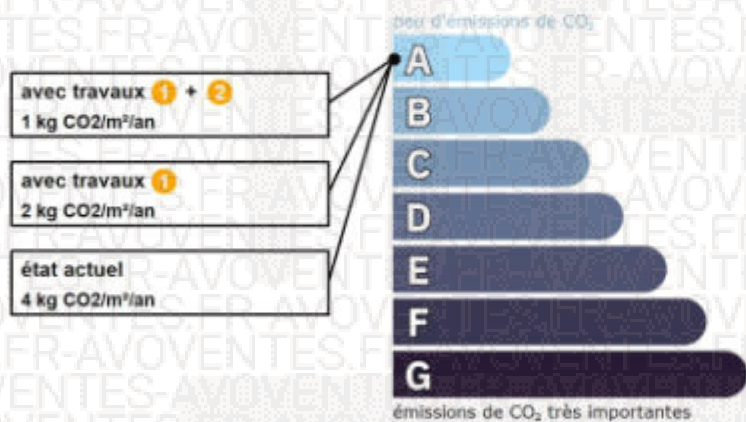 peu d'émissions de CO₂
A
avec travaux 1 + 2
1 kg CO2/m²/an
B
C
avec travaux 1
2 kg CO2/m²/an
D
état actuel
4 kg CO2/m²/an
E
F
G
émissions de CO₂ très importantes